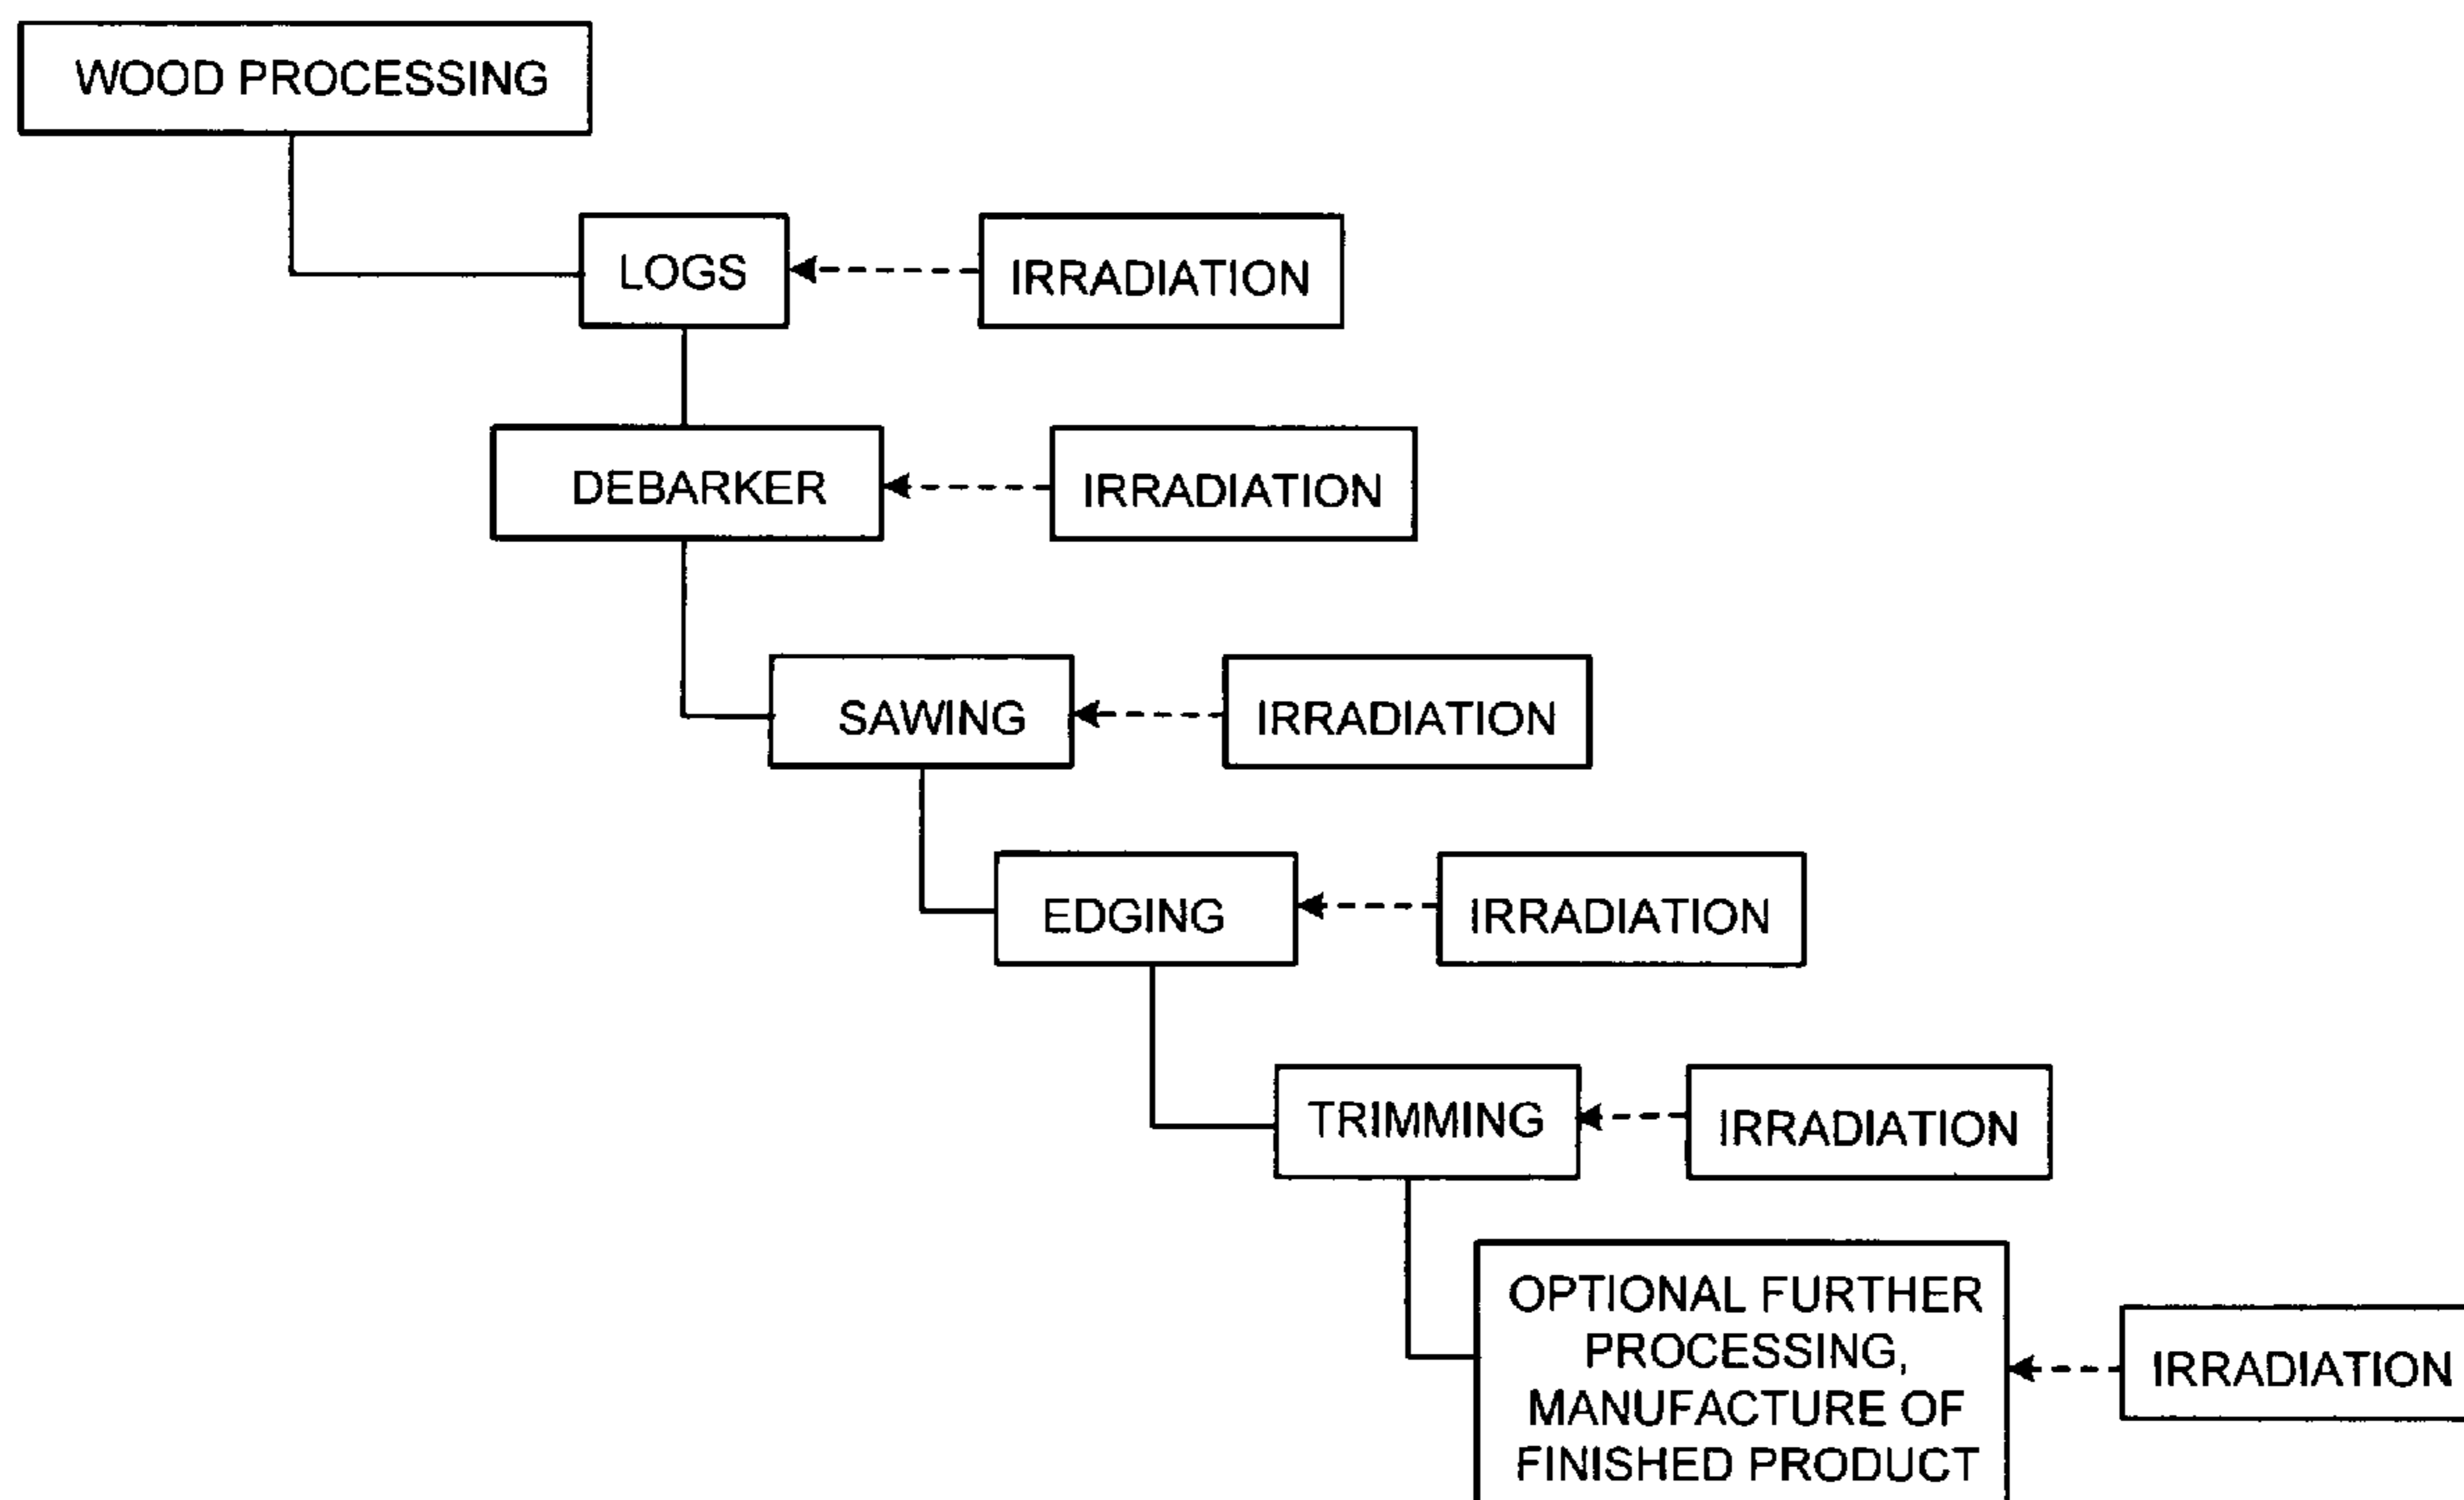 WOOD PROCESSING
LOGS
IRRADIATION
DEBARKER
IRRADIATION
SAWING
IRRADIATION
EDGING
IRRADIATION
TRIMMING
IRRADIATION
OPTIONAL FURTHER
PROCESSING,
MANUFACTURE OF
FINISHED PRODUCT
IRRADIATION